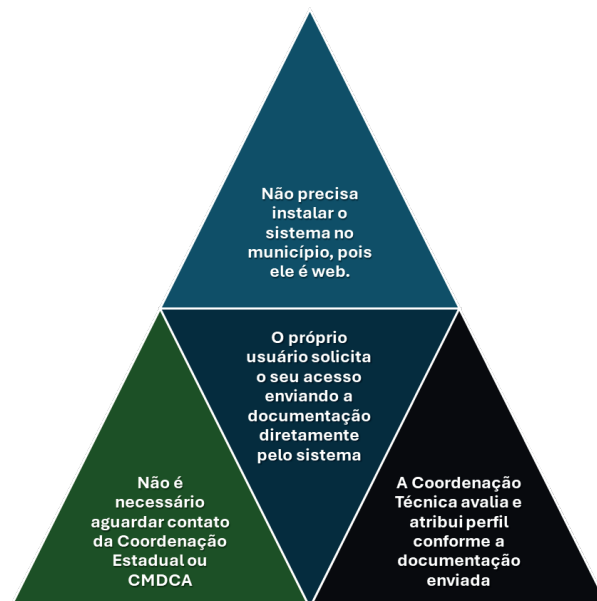 Não precisa
instalar o
sistema no
município, pois
ele é web.
O próprio
usuário solicita
o seu acesso
enviando a
documentação
diretamente
pelo sistema
Não é
necessário
aguardar contato
da Coordenação
Estadual ou
CMDCA
A Coordenação
Técnica avalia e
atribui perfil
conforme a
documentação
enviada